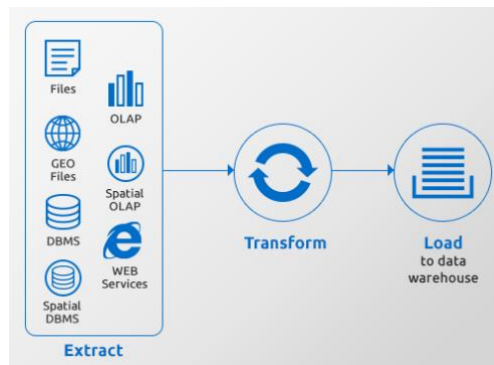 Files
OLAP
GEO
Files
Spatial
OLAP
DBMS
WEB
Services
Spatial
DBMS
Extract
Transform
Load
to data
warehouse